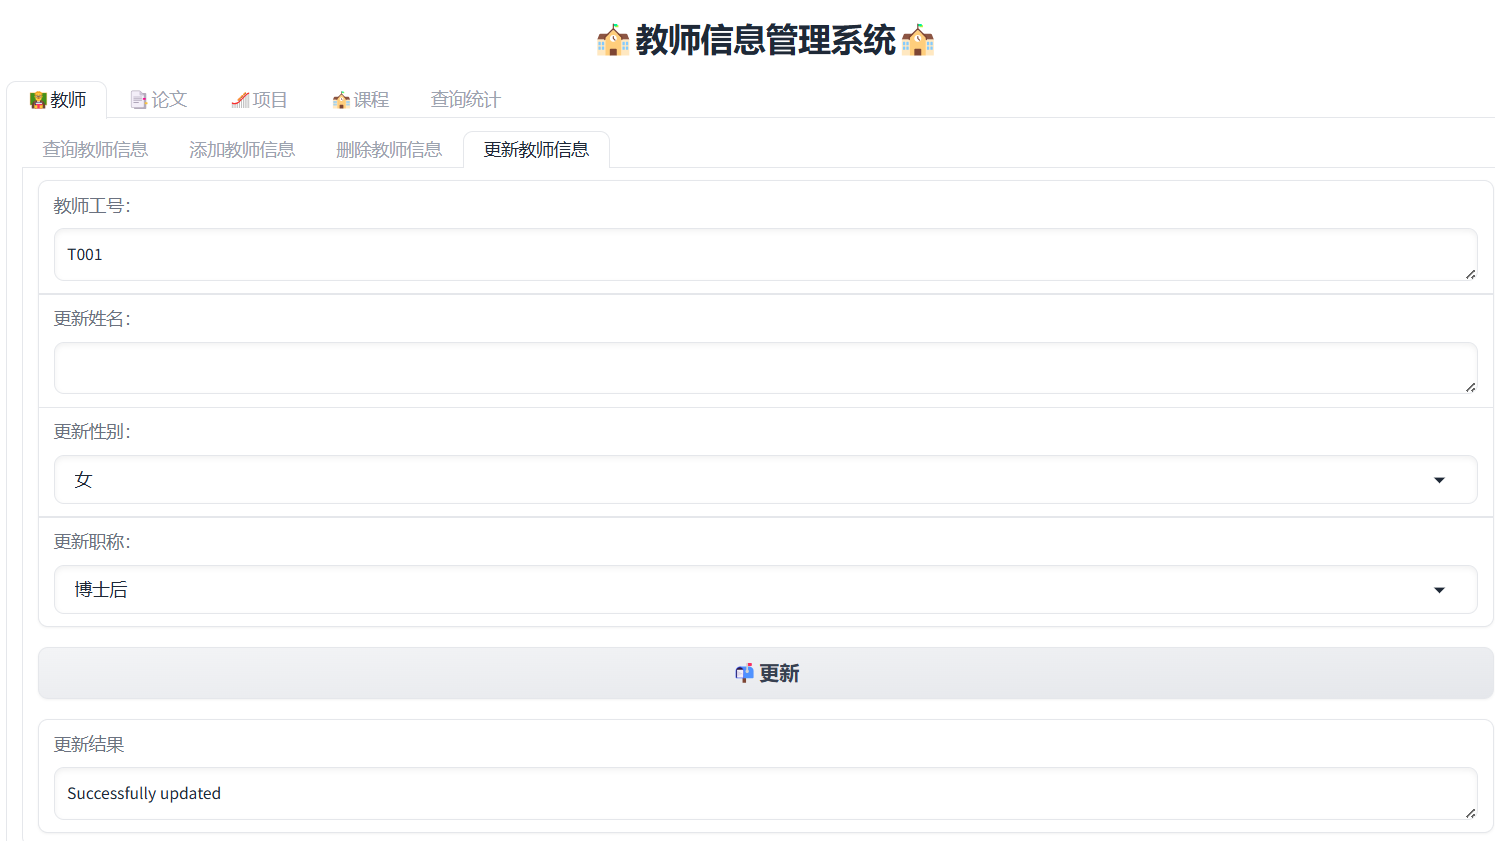 教师信息管理系统
教师 论文 项目 课程 查询统计
查询教师信息 添加教师信息 删除教师信息 更新教师信息
教师工号：
T001
更新姓名：
更新性别：
女
更新职称：
博士后
更新
更新结果
Successfully updated